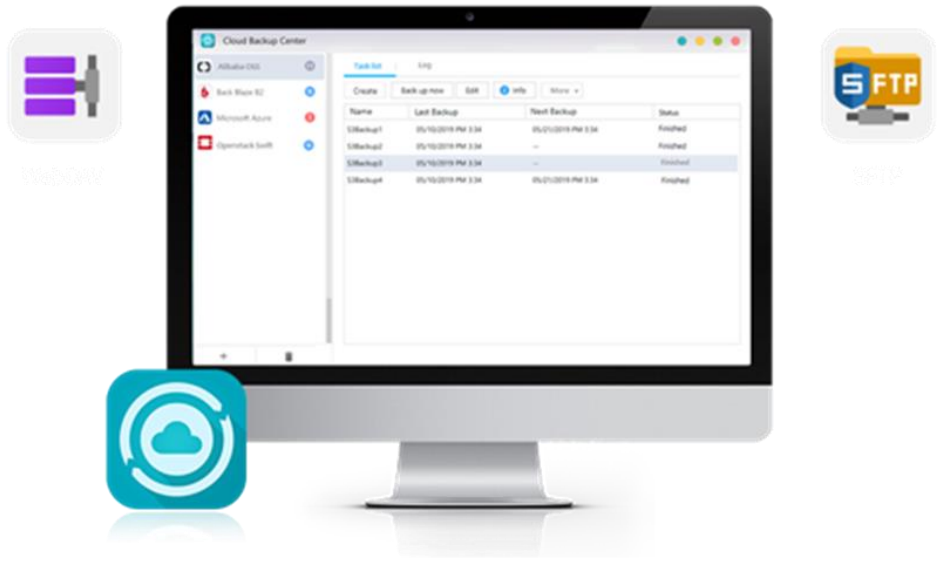 Cloud Backup Center
Alibaba OSS
Back Blaze B2
Microsoft Azure
Openstack Swift
Task list
Log
Create
Back up now
Edit
Info
More
Name Last Backup Next Backup Status
S3Backup1 05/10/2019 PM 3:34 05/21/2019 PM 3:34 Finished
S3Backup2 05/10/2019 PM 3:34 -- Finished
S3Backup3 05/10/2019 PM 3:34 -- Finished
S3Backup4 05/10/2019 PM 3:34 05/21/2019 PM 3:34 Finished
S FTP
SFTP